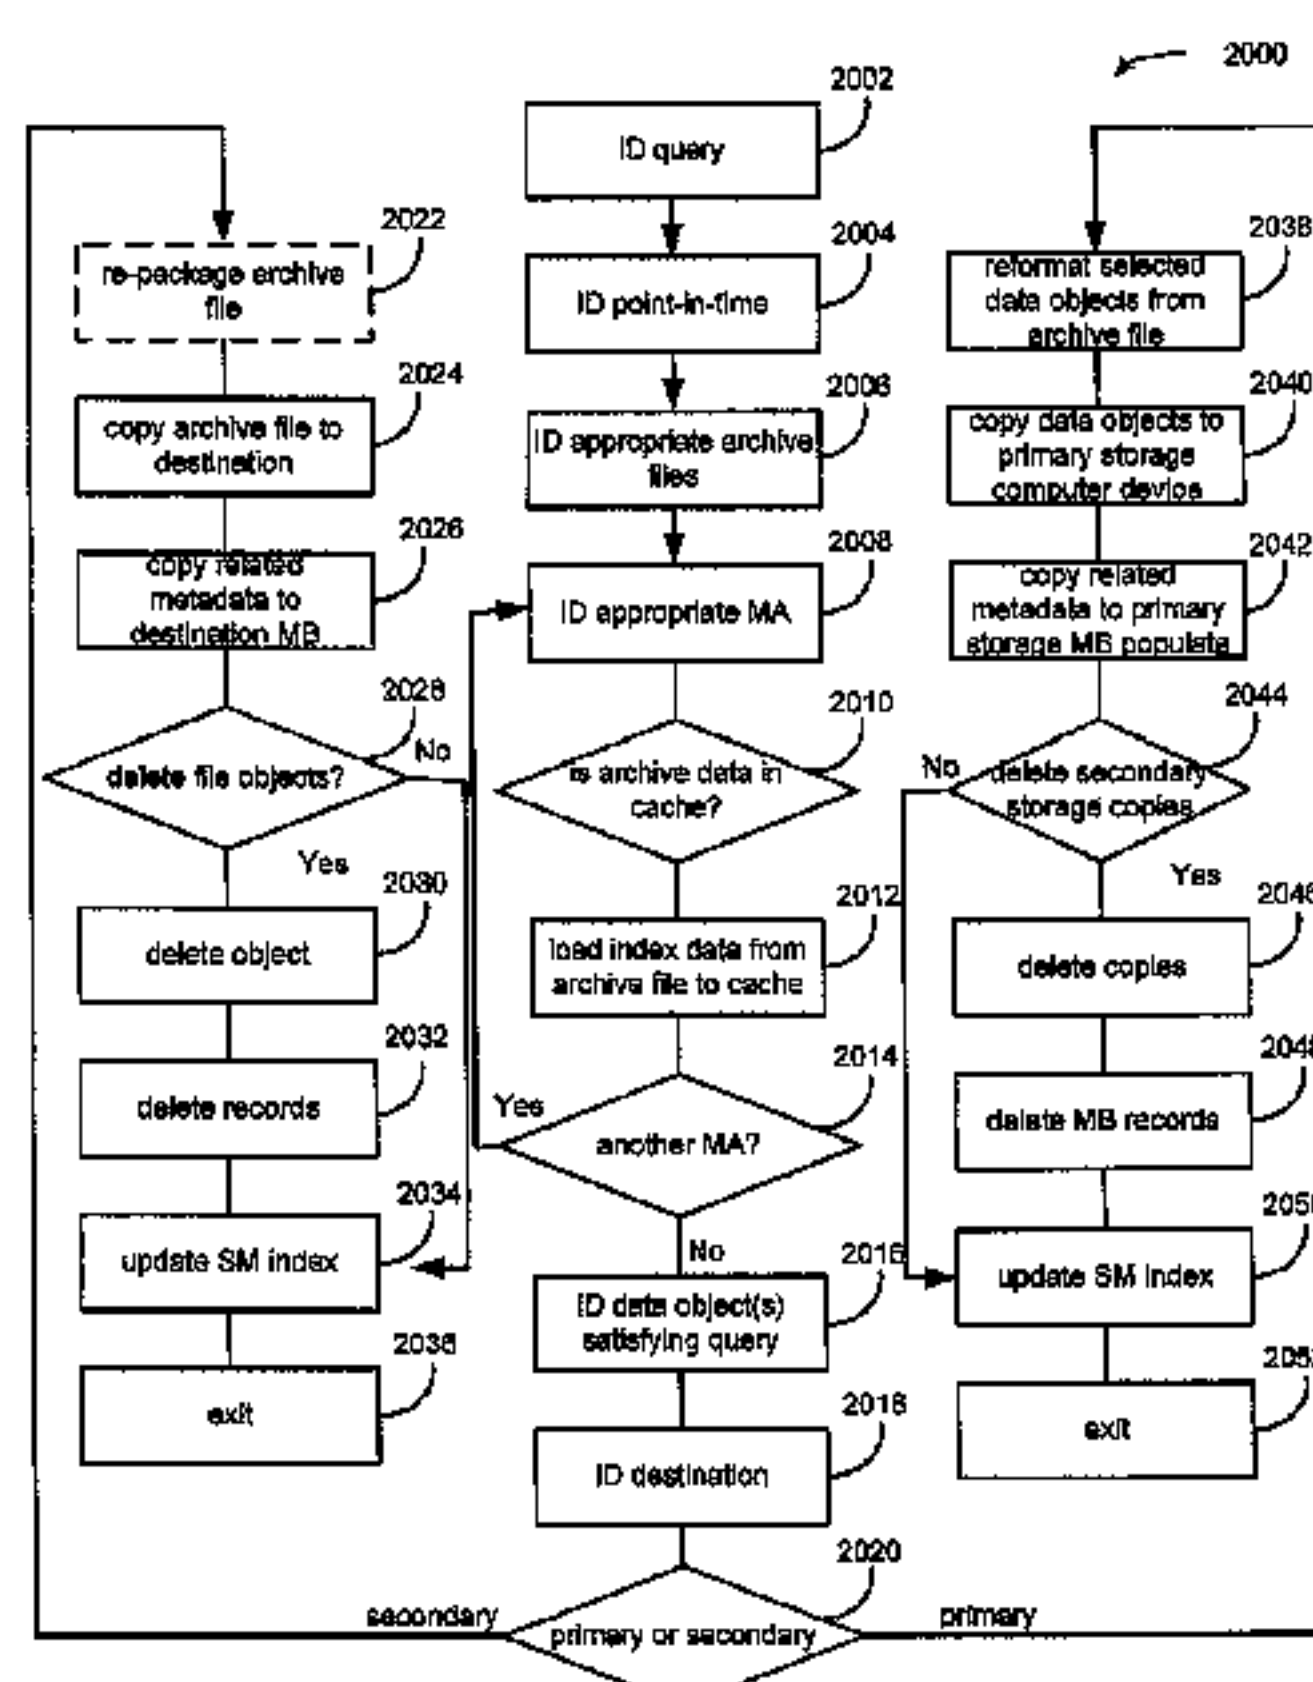 2000
2002
ID query
2004
ID point-in-time
2006
ID appropriate archive
files
2008
ID appropriate MA
2010
is archive data in
cache?
2012
load index data from
archive file to cache
2014
another MA?
Yes
No
2016
ID data object(s)
satisfying query
2018
ID destination
2020
primary or secondary
secondary
primary
2022
re-package archive
file
2024
copy archive file to
destination
2026
copy related
metadata to
destination MB
2028
delete file objects?
No
Yes
2030
delete object
2032
delete records
2034
update SM index
2036
exit
2038
reformat selected
data objects from
archive file
2040
copy data objects to
primary storage
computer device
2042
copy related
metadata to primary
storage MB populate
2044
delete secondary
storage copies
No
Yes
2046
delete copies
204
delete MB records
205
update SM index
205
exit